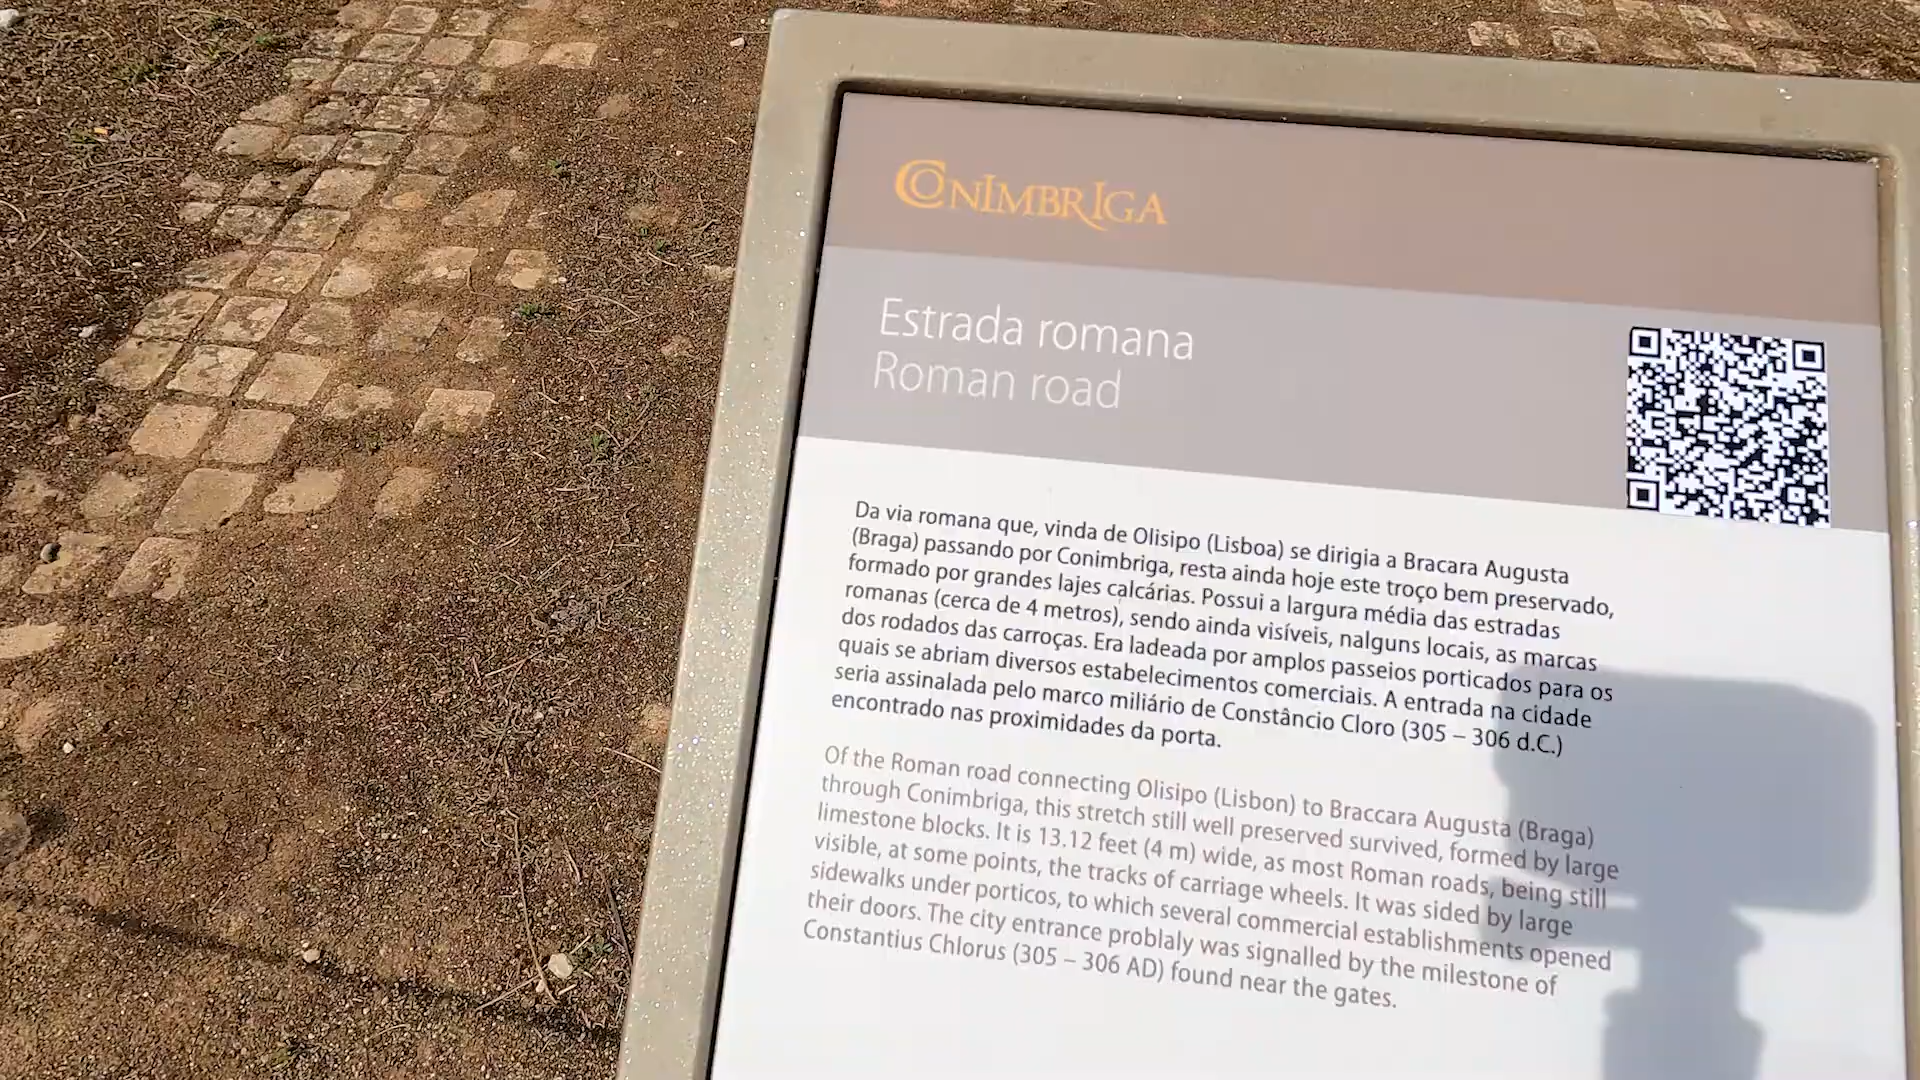 CONIMBRIGA
Estrada romana
Roman road
Da via romana que, vinda de Olisipo (Lisboa) se dirigia a Bracara Augusta
(Braga) passando por Conimbriga, resta ainda hoje este troço bem preservado,
formado por grandes lajes calcárias. Possui a largura média das estradas
romanas (cerca de 4 metros), sendo ainda visíveis, nalguns locais, as marcas
dos rodados das carroças. Era ladeada por amplos passeios porticados para os
quais se abriam diversos estabelecimentos comerciais. A entrada na cidade
seria assinalada pelo marco miliário de Constâncio Cloro (305 – 306 d.C.)
encontrado nas proximidades da porta.
Of the Roman road connecting Olisipo (Lisbon) to Braccara Augusta (Braga)
through Conimbriga, this stretch still well preserved survived, formed by large
limestone blocks. It is 13.12 feet (4 m) wide, as most Roman roads, being still
visible, at some points, the tracks of carriage wheels. It was sided by large
sidewalks under porticos, to which several commercial establishments opened
their doors. The city entrance problaly was signalled by the milestone of
Constantius Chlorus (305 – 306 AD) found near the gates.